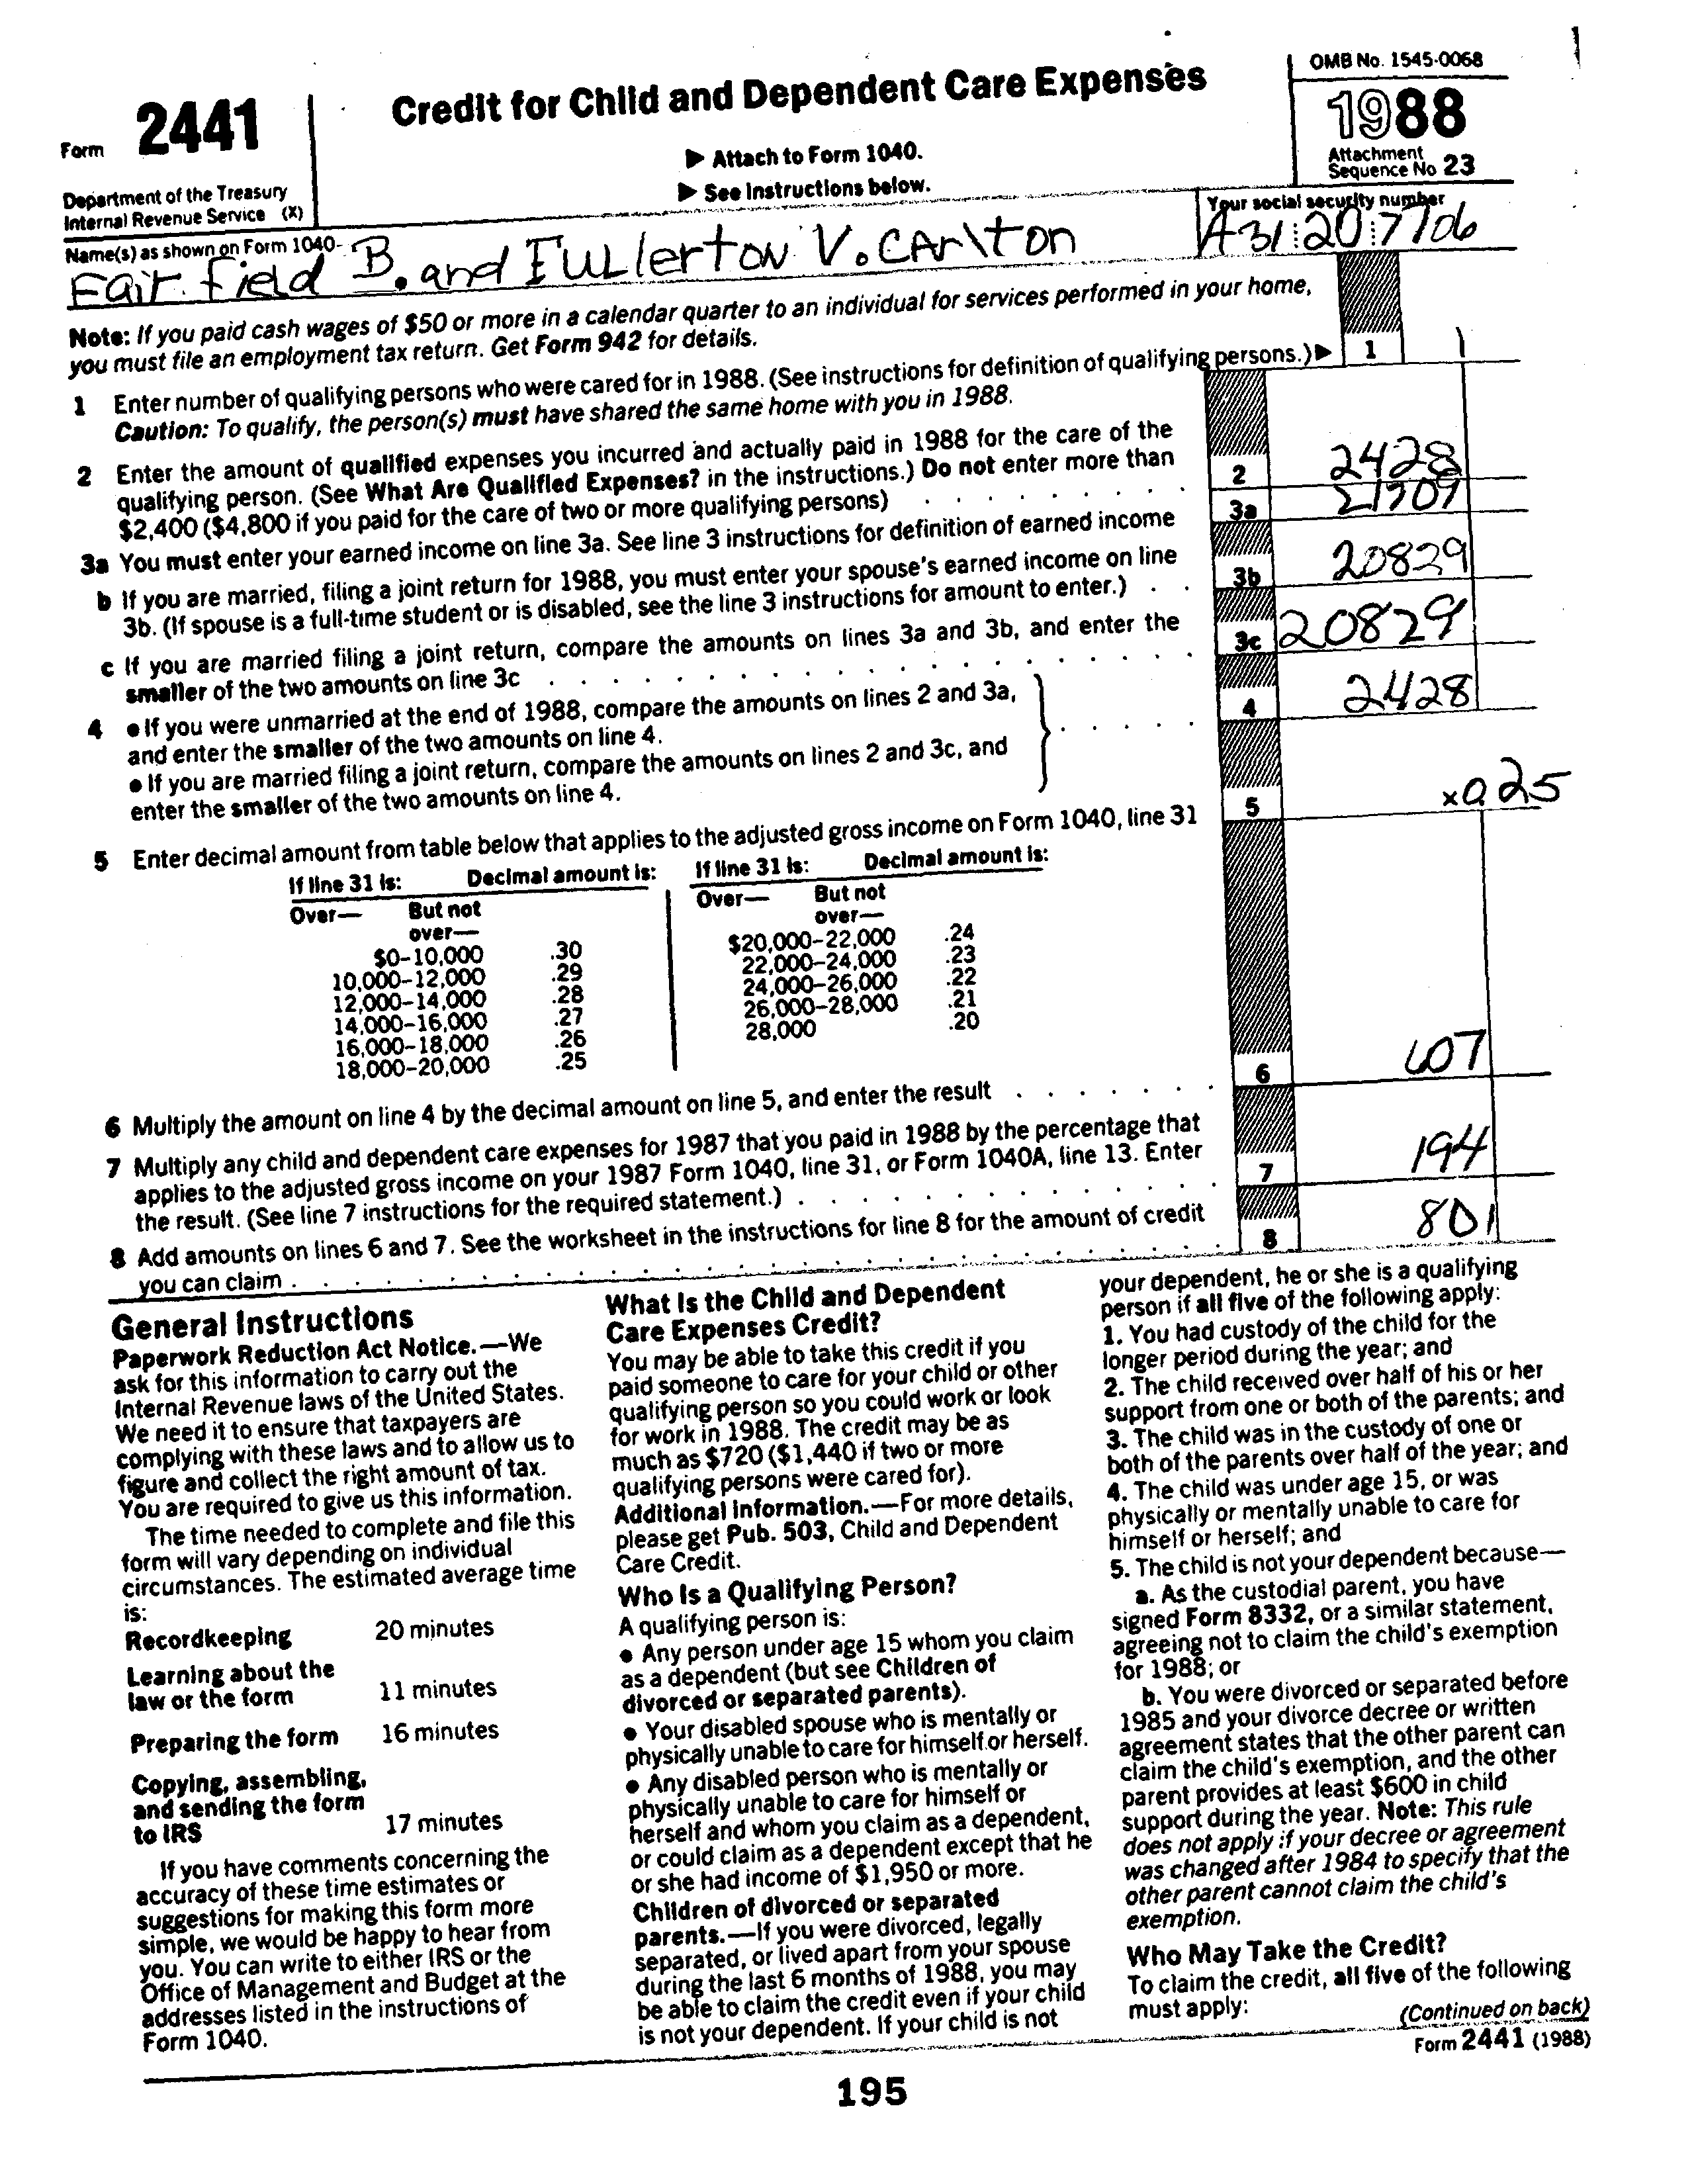 OMB No. 1545-0068
Form 2441
Credit for Child and Dependent Care Expenses
1988
▶ Attach to Form 1040.
▶ See Instructions below.
Attachment
Sequence No 23
Department of the Treasury
Internal Revenue Service (X)
Name(s) as shown on Form 1040
Your social security number
Fair field B. and FULlerton V. CArlton
A31 20 7706
Note: If you paid cash wages of $50 or more in a calendar quarter to an individual for services performed in your home,
you must file an employment tax return. Get Form 942 for details.
1 Enter number of qualifying persons who were cared for in 1988. (See instructions for definition of qualifying persons.) ▶ 1 1
Caution: To qualify, the person(s) must have shared the same home with you in 1988.
2 Enter the amount of qualified expenses you incurred and actually paid in 1988 for the care of the
qualifying person. (See What Are Qualified Expenses? in the instructions.) Do not enter more than
$2,400 ($4,800 if you paid for the care of two or more qualifying persons) 2 2428
3a You must enter your earned income on line 3a. See line 3 instructions for definition of earned income 3a
b If you are married, filing a joint return for 1988, you must enter your spouse's earned income on line
3b. (If spouse is a full-time student or is disabled, see the line 3 instructions for amount to enter.) 3b 20829
c If you are married filing a joint return, compare the amounts on lines 3a and 3b, and enter the
smaller of the two amounts on line 3c 3c 20829
4 • If you were unmarried at the end of 1988, compare the amounts on lines 2 and 3a,
and enter the smaller of the two amounts on line 4.
• If you are married filing a joint return, compare the amounts on lines 2 and 3c, and
enter the smaller of the two amounts on line 4. 4 2428
5 Enter decimal amount from table below that applies to the adjusted gross income on Form 1040, line 31 5 x0.25
If line 31 is: Decimal amount is: If line 31 is: Decimal amount is:
Over— But not over— Over— But not over—
$0-10,000 .30 $20,000-22,000 .24
10,000-12,000 .29 22,000-24,000 .23
12,000-14,000 .28 24,000-26,000 .22
14,000-16,000 .27 26,000-28,000 .21
16,000-18,000 .26 28,000 .20
18,000-20,000 .25
6 Multiply the amount on line 4 by the decimal amount on line 5, and enter the result 6 607
7 Multiply any child and dependent care expenses for 1987 that you paid in 1988 by the percentage that
applies to the adjusted gross income on your 1987 Form 1040, line 31, or Form 1040A, line 13. Enter
the result. (See line 7 instructions for the required statement.) 7 194
8 Add amounts on lines 6 and 7. See the worksheet in the instructions for line 8 for the amount of credit
you can claim 8 801
General Instructions
Paperwork Reduction Act Notice.—We
ask for this information to carry out the
Internal Revenue laws of the United States.
We need it to ensure that taxpayers are
complying with these laws and to allow us to
figure and collect the right amount of tax.
You are required to give us this information.
The time needed to complete and file this
form will vary depending on individual
circumstances. The estimated average time
is:
Recordkeeping 20 minutes
Learning about the
law or the form 11 minutes
Preparing the form 16 minutes
Copying, assembling,
and sending the form
to IRS 17 minutes
If you have comments concerning the
accuracy of these time estimates or
suggestions for making this form more
simple, we would be happy to hear from
you. You can write to either IRS or the
Office of Management and Budget at the
addresses listed in the instructions of
Form 1040.
What Is the Child and Dependent
Care Expenses Credit?
You may be able to take this credit if you
paid someone to care for your child or other
qualifying person so you could work or look
for work in 1988. The credit may be as
much as $720 ($1,440 if two or more
qualifying persons were cared for).
Additional Information.—For more details,
please get Pub. 503, Child and Dependent
Care Credit.
Who Is a Qualifying Person?
A qualifying person is:
• Any person under age 15 whom you claim
as a dependent (but see Children of
divorced or separated parents).
• Your disabled spouse who is mentally or
physically unable to care for himself or herself.
• Any disabled person who is mentally or
physically unable to care for himself or
herself and whom you claim as a dependent,
or could claim as a dependent except that he
or she had income of $1,950 or more.
Children of divorced or separated
parents.—If you were divorced, legally
separated, or lived apart from your spouse
during the last 6 months of 1988, you may
be able to claim the credit even if your child
is not your dependent. If your child is not
your dependent, he or she is a qualifying
person if all five of the following apply:
1. You had custody of the child for the
longer period during the year; and
2. The child received over half of his or her
support from one or both of the parents; and
3. The child was in the custody of one or
both of the parents over half of the year; and
4. The child was under age 15, or was
physically or mentally unable to care for
himself or herself; and
5. The child is not your dependent because—
a. As the custodial parent, you have
signed Form 8332, or a similar statement,
agreeing not to claim the child's exemption
for 1988; or
b. You were divorced or separated before
1985 and your divorce decree or written
agreement states that the other parent can
claim the child's exemption, and the other
parent provides at least $600 in child
support during the year. Note: This rule
does not apply if your decree or agreement
was changed after 1984 to specify that the
other parent cannot claim the child's
exemption.
Who May Take the Credit?
To claim the credit, all five of the following
must apply:
(Continued on back)
Form 2441 (1988)
195